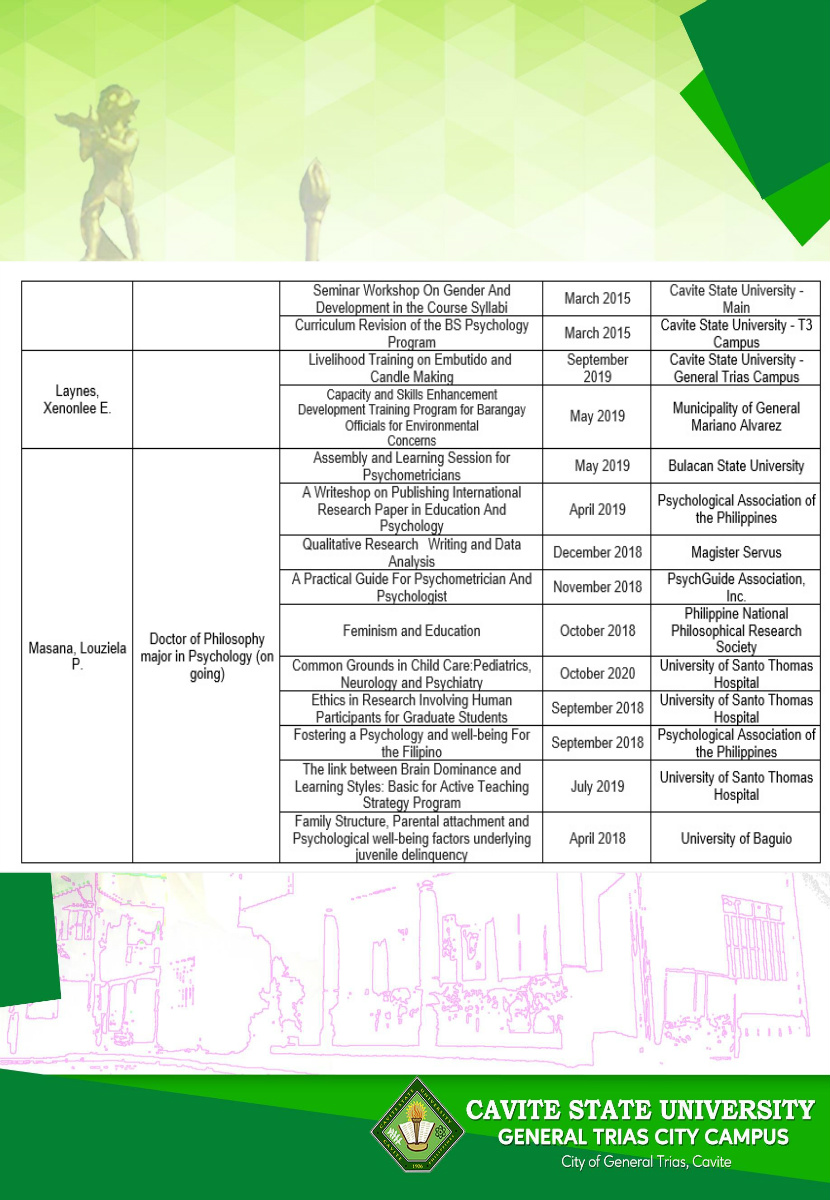 Seminar Workshop On Gender And
Development in the Course Syllabi
March 2015
Cavite State University -
Main
Curriculum Revision of the BS Psychology
Program
March 2015
Cavite State University - T3
Campus
Laynes,
Xenonlee E.
Livelihood Training on Embutido and
Candle Making
September
2019
Cavite State University -
General Trias Campus
Capacity and Skills Enhancement
Development Training Program for Barangay
Officials for Environmental
Concerns
May 2019
Municipality of General
Mariano Alvarez
Masana, Louziela
P.
Doctor of Philosophy
major in Psychology (on
going)
Assembly and Learning Session for
Psychometricians
May 2019
Bulacan State University
A Writeshop on Publishing International
Research Paper in Education And
Psychology
April 2019
Psychological Association of
the Philippines
Qualitative Research Writing and Data
Analysis
December 2018
Magister Servus
A Practical Guide For Psychometrician And
Psychologist
November 2018
PsychGuide Association,
Inc.
Feminism and Education
October 2018
Philippine National
Philosophical Research
Society
Common Grounds in Child Care:Pediatrics,
Neurology and Psychiatry
October 2020
University of Santo Thomas
Hospital
Ethics in Research Involving Human
Participants for Graduate Students
September 2018
University of Santo Thomas
Hospital
Fostering a Psychology and well-being For
the Filipino
September 2018
Psychological Association of
the Philippines
The link between Brain Dominance and
Learning Styles: Basic for Active Teaching
Strategy Program
July 2019
University of Santo Thomas
Hospital
Family Structure, Parental attachment and
Psychological well-being factors underlying
juvenile delinquency
April 2018
University of Baguio
CAVITE STATE UNIVERSITY
GENERAL TRIAS CITY CAMPUS
City of General Trias, Cavite
1906